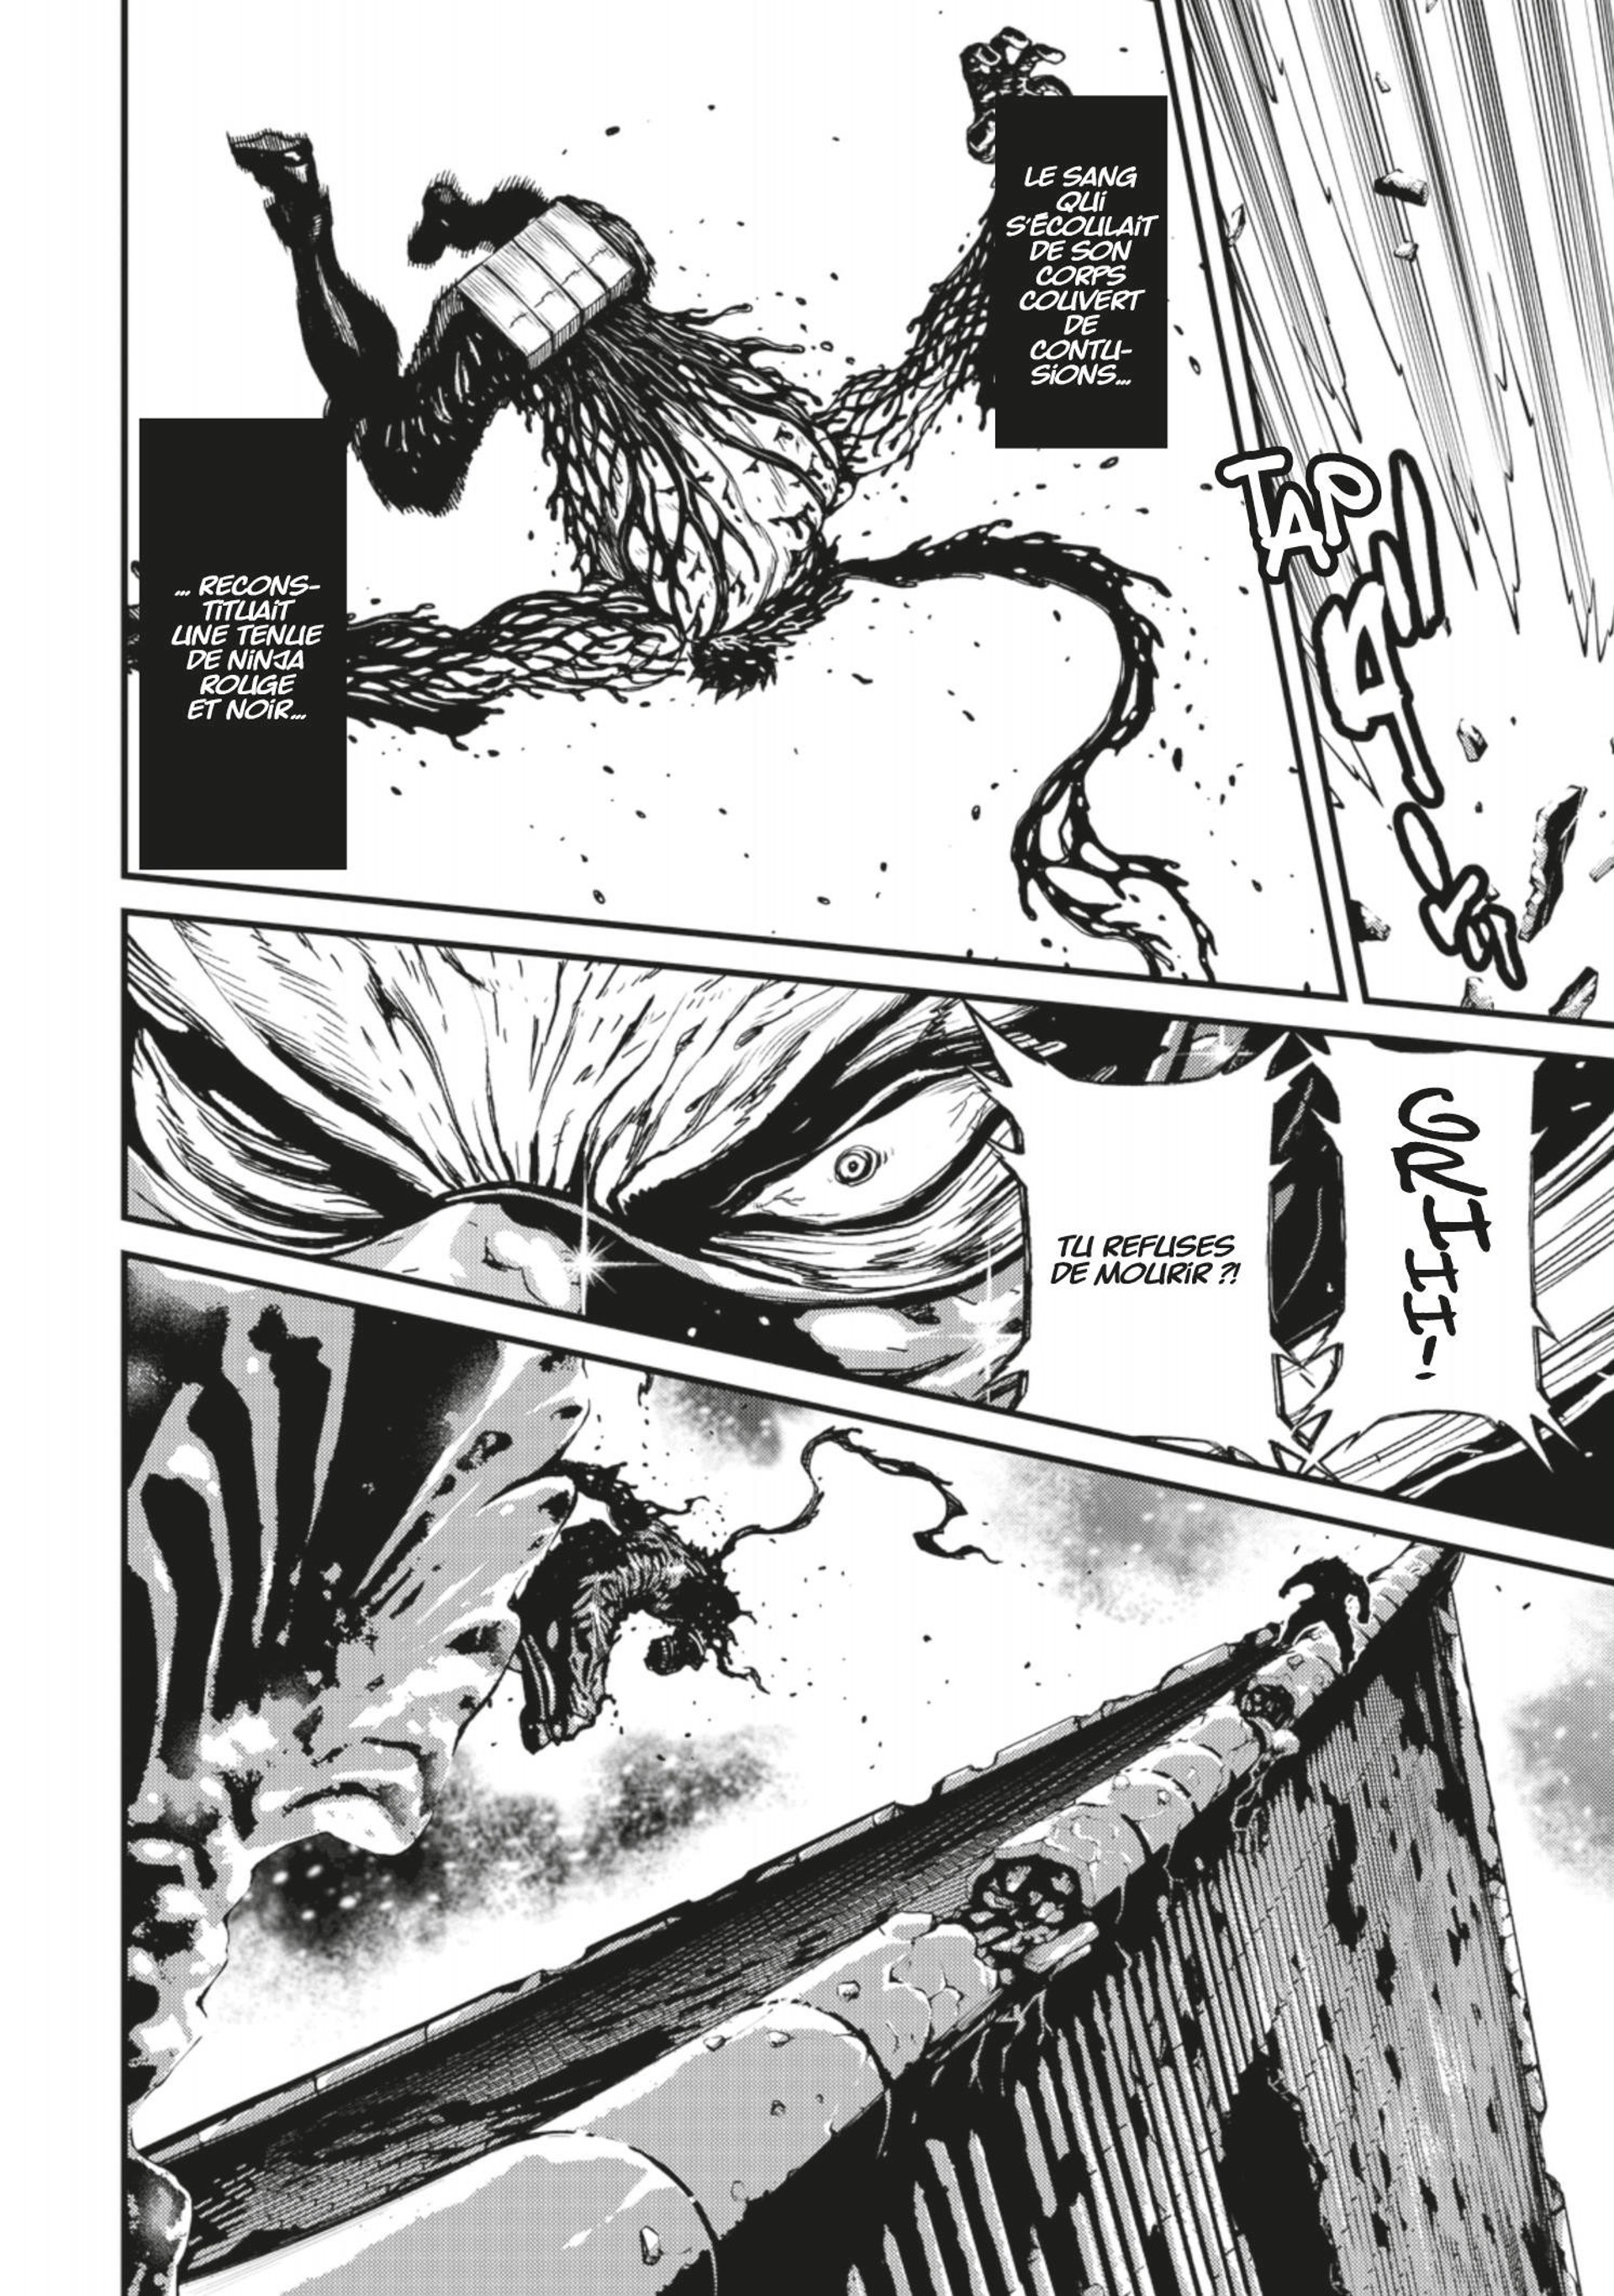 TAP
LE SANG
QUI
S'ÉCOULAIT
DE SON
CORPS
COUVERT
DE
CONTU-
SIONS...
... RECONS-
TITUAIT
UNE TENUE
DE NINJA
ROUGE
ET NOIR...
TU REFUSES
DE MOURIR ?!